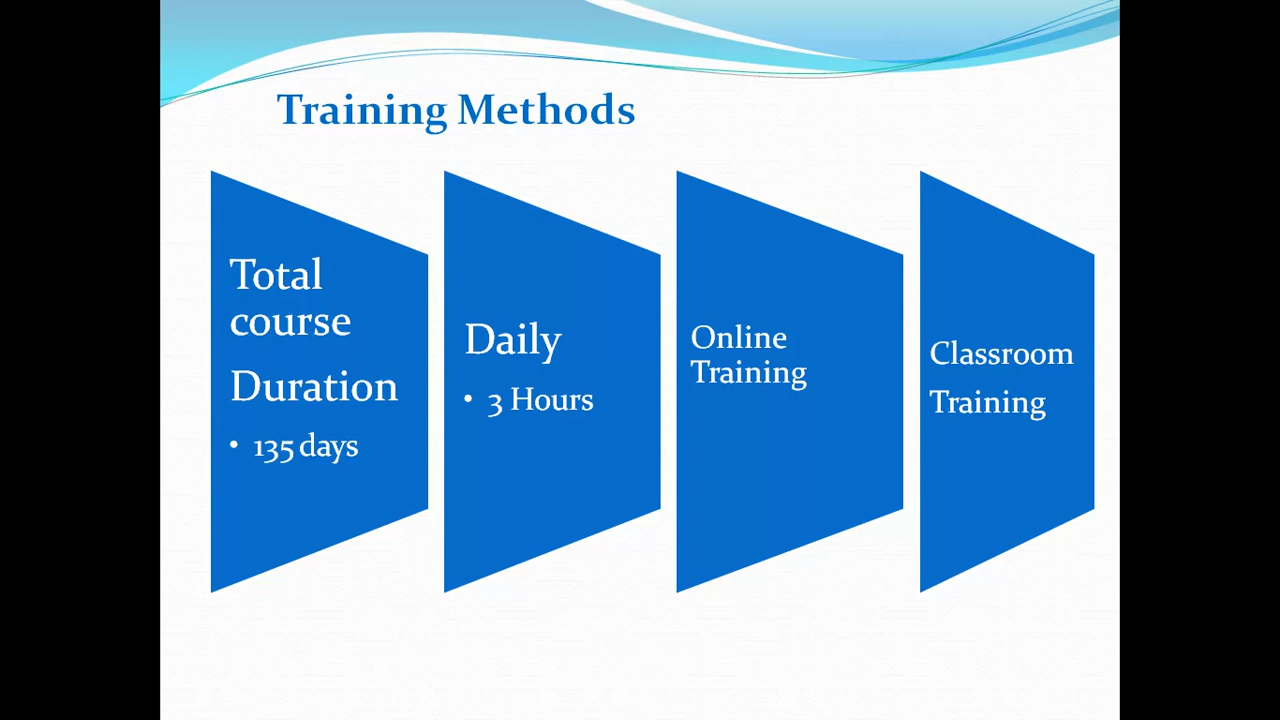 Training Methods
Total
course
Duration
• 135 days
Daily
• 3 Hours
Online
Training
Classroom
Training